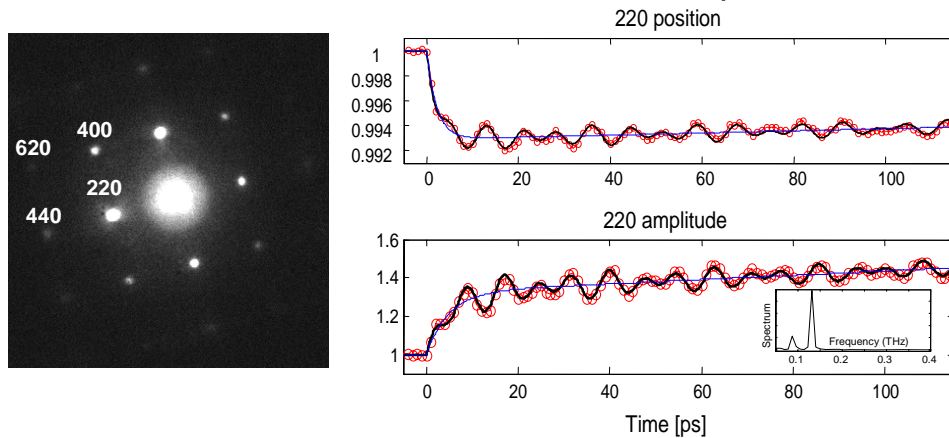 400
620
220
440
220 position
1
0.998
0.996
0.994
0.992
0 20 40 60 80 100
220 amplitude
1.6
1.4
1.2
1
Spectrum
Frequency (THz)
0.1 0.2 0.3 0.4
0 20 40 60 80 100
Time [ps]